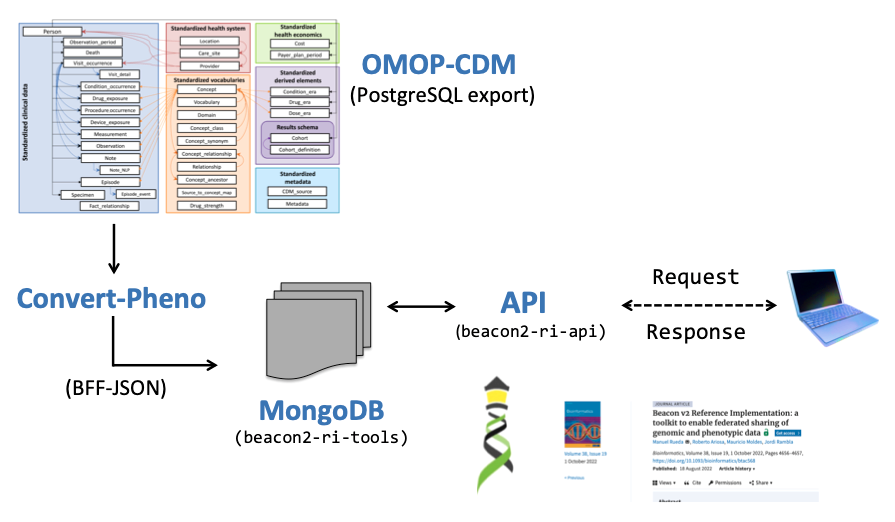 Person
Observation_period
Death
Visit_occurrence
Visit_detail
Condition_occurrence
Drug_exposure
Procedure_occurrence
Device_exposure
Measurement
Observation
Note
Note_NLP
Episode
Specimen
Episode_event
Fact_relationship
Standardized clinical data
Standardized health system
Location
Care_site
Provider
Standardized vocabularies
Concept
Vocabulary
Domain
Concept_class
Concept_synonym
Concept_relationship
Relationship
Concept_ancestor
Source_to_concept_map
Drug_strength
Standardized
health economics
Cost
Payer_plan_period
Standardized
derived elements
Condition_era
Drug_era
Dose_era
Results schema
Cohort
Cohort_definition
Standardized
metadata
CDM_source
Metadata
OMOP-CDM
(PostgreSQL export)
Convert-Pheno
(BFF-JSON)
MongoDB
(beacon2-ri-tools)
API
(beacon2-ri-api)
Request
Response
Bioinformatics
Volume 38, Issue 19
1 October 2022
< Previous
JOURNAL ARTICLE
Beacon v2 Reference Implementation: a
toolkit to enable federated sharing of
genomic and phenotypic data
Get access
Manuel Rueda, Roberto Ariosa, Mauricio Moldes, Jordi Rambla
Bioinformatics, Volume 38, Issue 19, 1 October 2022, Pages 4656–4657,
https://doi.org/10.1093/bioinformatics/btac568
Published: 18 August 2022 Article history
Views Cite Permissions Share
Abstract